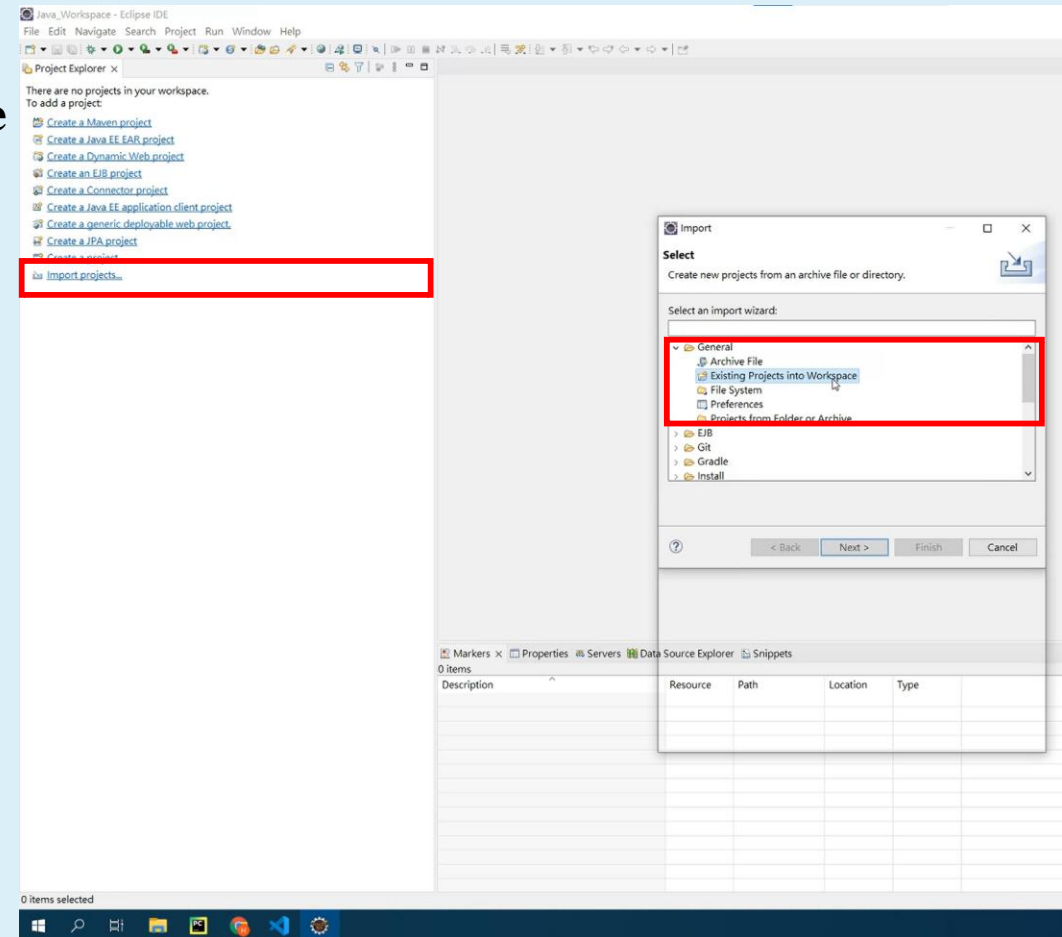 Java_Workspace - Eclipse IDE
File Edit Navigate Search Project Run Window Help
Project Explorer
There are no projects in your workspace.
To add a project:
Create a Maven project
Create a Java EE EAR project
Create a Dynamic Web project
Create an EJB project
Create a Connector project
Create a Java EE application client project
Create a generic deployable web project.
Create a JPA project
Create a project
Import projects...
Import
Select
Create new projects from an archive file or directory.
Select an import wizard:
General
Archive File
Existing Projects into Workspace
File System
Preferences
Projects from Folder or Archive
EJB
Git
Gradle
Install
< Back Next > Finish Cancel
Markers Properties Servers Data Source Explorer Snippets
0 items
Description Resource Path Location Type
0 items selected